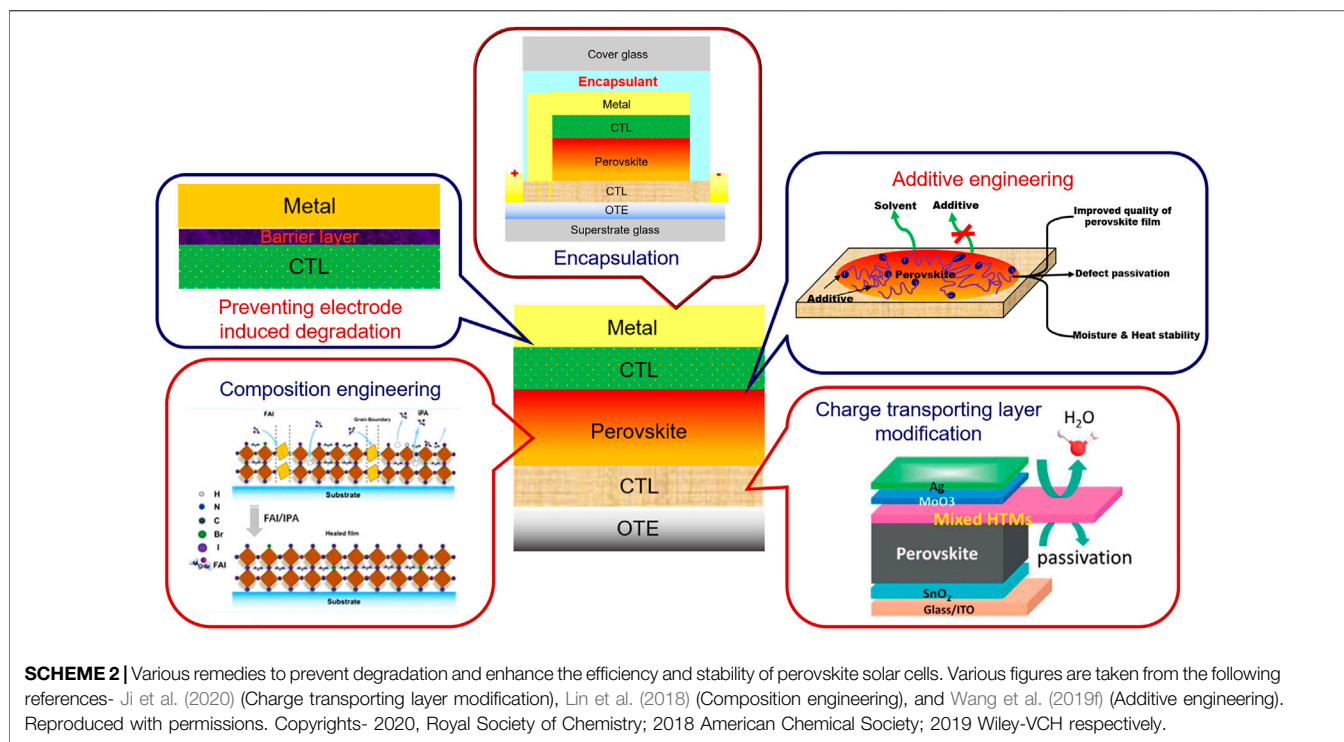 Cover glass
Encapsulant
Metal
CTL
Perovskite
+
-
CTL
OTE
Superstrate glass
Encapsulation
Metal
Barrier layer
CTL
Preventing electrode
induced degradation
Additive engineering
Solvent
Additive
Improved quality of
perovskite film
Perovskite
Defect passivation
Additive
Moisture & Heat stability
Metal
CTL
Perovskite
CTL
OTE
Composition engineering
FAI
Grain Boundary
IPA
Substrate
H
N
C
Br
I
FAI
FAI/IPA
Healed film
Substrate
Charge transporting layer
modification
H₂O
Ag
MoO3
Mixed HTMs
Perovskite
passivation
SnO₂
Glass/ITO
SCHEME 2 | Various remedies to prevent degradation and enhance the efficiency and stability of perovskite solar cells. Various figures are taken from the following
references- Ji et al. (2020) (Charge transporting layer modification), Lin et al. (2018) (Composition engineering), and Wang et al. (2019f) (Additive engineering).
Reproduced with permissions. Copyrights- 2020, Royal Society of Chemistry; 2018 American Chemical Society; 2019 Wiley-VCH respectively.